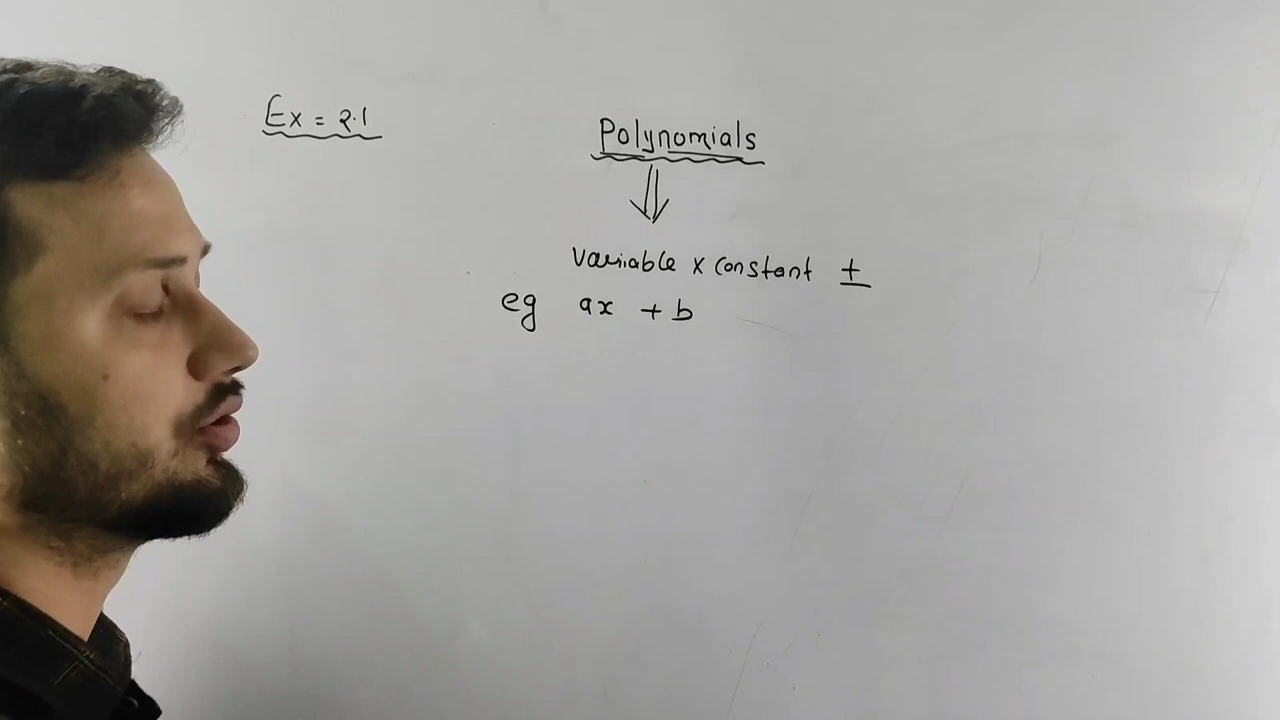 Ex = 2.1
Polynomials
variable x constant ±
eg ax + b